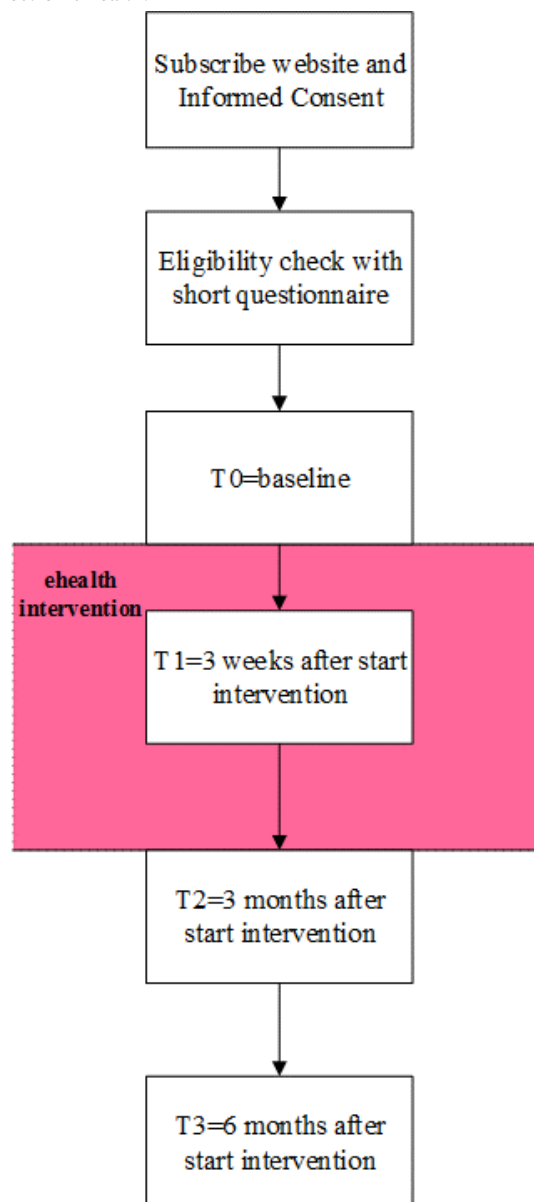 Subscribe website and
Informed Consent
Eligibility check with
short questionnaire
T0=baseline
ehealth
intervention
T1=3 weeks after start
intervention
T2=3 months after
start intervention
T3=6 months after
start intervention